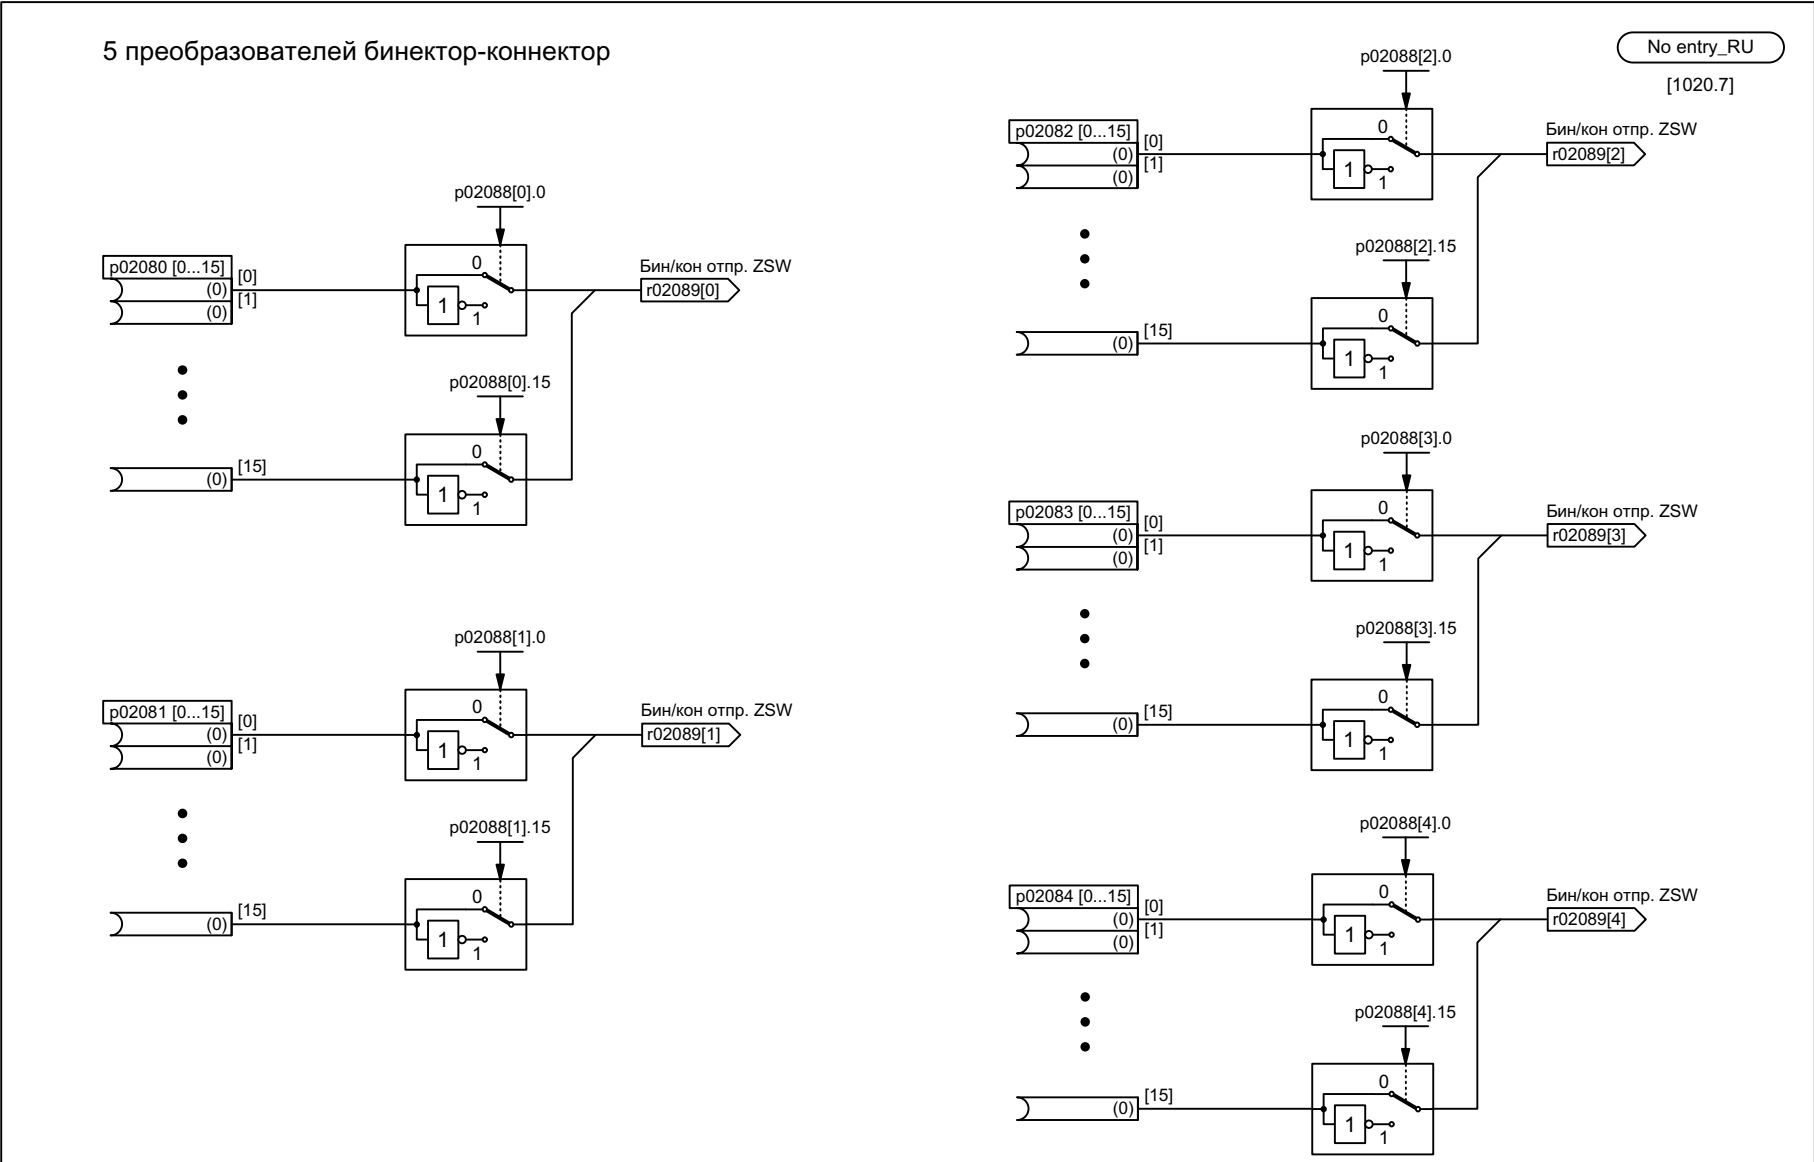 5 преобразователей бинектор-коннектор
No entry_RU
[1020.7]
p02088[0].0
p02080 [0...15]
[0]
(0)
[1]
(0)
0
1
1
Бин/кон отпр. ZSW
r02089[0]
p02088[0].15
[15]
(0)
0
1
1
p02088[1].0
p02081 [0...15]
[0]
(0)
[1]
(0)
0
1
1
Бин/кон отпр. ZSW
r02089[1]
p02088[1].15
[15]
(0)
0
1
1
p02088[2].0
p02082 [0...15]
[0]
(0)
[1]
(0)
0
1
1
Бин/кон отпр. ZSW
r02089[2]
p02088[2].15
[15]
(0)
0
1
1
p02088[3].0
p02083 [0...15]
[0]
(0)
[1]
(0)
0
1
1
Бин/кон отпр. ZSW
r02089[3]
p02088[3].15
[15]
(0)
0
1
1
p02088[4].0
p02084 [0...15]
[0]
(0)
[1]
(0)
0
1
1
Бин/кон отпр. ZSW
r02089[4]
p02088[4].15
[15]
(0)
0
1
1